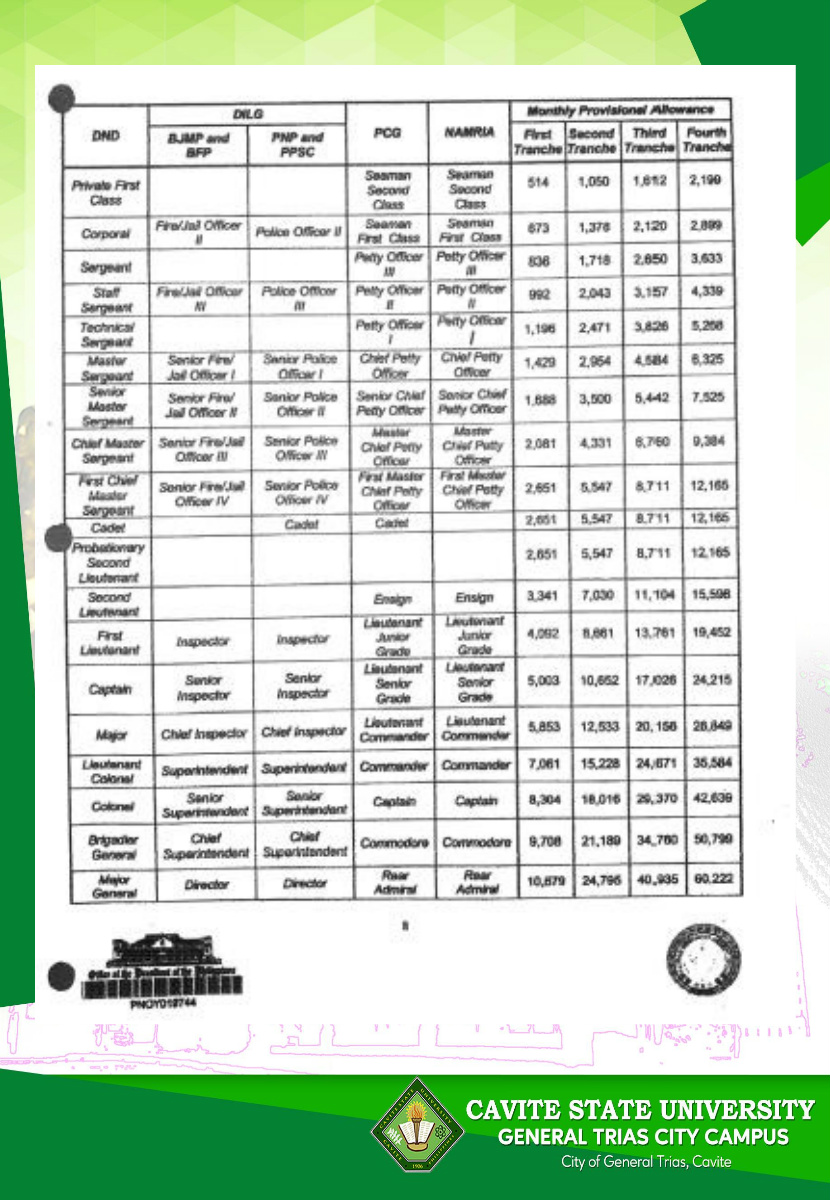 DND
DILG
PCG
NAMRIA
Monthly Provisional Allowance
BJMP and BFP
PNP and PPSC
First Tranche
Second Tranche
Third Tranche
Fourth Tranche
Private First Class Seaman Second Class Seaman Second Class 514 1,050 1,612 2,199
Corporal Fire/Jail Officer II Police Officer II Seaman First Class Seaman First Class 673 1,376 2,120 2,899
Sergeant Petty Officer III Petty Officer III 836 1,718 2,650 3,633
Staff Sergeant Fire/Jail Officer III Police Officer III Petty Officer II Petty Officer II 992 2,043 3,157 4,339
Technical Sergeant Petty Officer I Petty Officer I 1,196 2,471 3,826 5,268
Master Sergeant Senior Fire/ Jail Officer I Senior Police Officer I Chief Petty Officer Chief Petty Officer 1,429 2,964 4,584 6,325
Senior Master Sergeant Senior Fire/ Jail Officer II Senior Police Officer II Senior Chief Petty Officer Senior Chief Petty Officer 1,688 3,500 5,442 7,525
Chief Master Sergeant Senior Fire/Jail Officer III Senior Police Officer III Master Chief Petty Officer Master Chief Petty Officer 2,081 4,331 6,760 9,384
First Chief Master Sergeant Senior Fire/Jail Officer IV Senior Police Officer IV First Master Chief Petty Officer First Master Chief Petty Officer 2,651 5,547 8,711 12,165
Cadet Cadet Cadet 2,651 5,547 8,711 12,165
Probationary Second Lieutenant 2,651 5,547 8,711 12,165
Second Lieutenant Ensign Ensign 3,341 7,030 11,104 15,598
First Lieutenant Inspector Inspector Lieutenant Junior Grade Lieutenant Junior Grade 4,092 8,661 13,761 19,452
Captain Senior Inspector Senior Inspector Lieutenant Senior Grade Lieutenant Senior Grade 5,003 10,652 17,026 24,215
Major Chief Inspector Chief Inspector Lieutenant Commander Lieutenant Commander 5,853 12,533 20,156 28,849
Lieutenant Colonel Superintendent Superintendent Commander Commander 7,061 15,228 24,671 35,584
Colonel Senior Superintendent Senior Superintendent Captain Captain 8,304 18,016 29,370 42,639
Brigadier General Chief Superintendent Chief Superintendent Commodore Commodore 9,708 21,189 34,760 50,799
Major General Director Director Rear Admiral Rear Admiral 10,879 24,796 40,935 60,222
Office of the President of the Philippines
CAVITE STATE UNIVERSITY
GENERAL TRIAS CITY CAMPUS
City of General Trias, Cavite
CAVITE STATE UNIVERSITY
CAVITE PHILIPPINES
1906